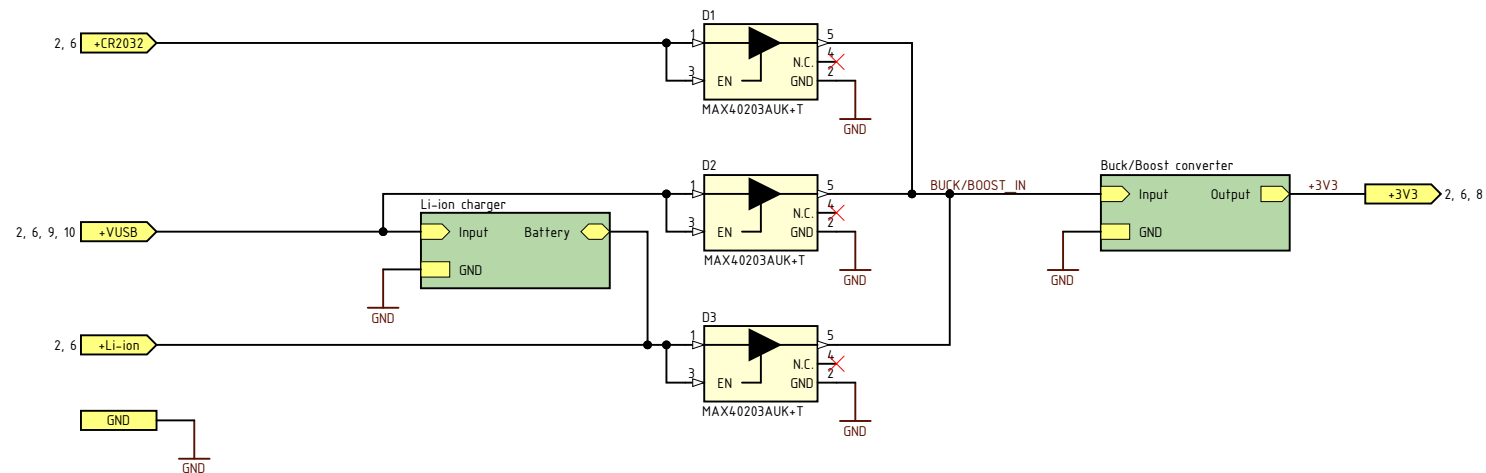 D1
2, 6 +CR2032 1 5
4
N.C.
3 EN GND 2
MAX40203AUK+T
GND
D2 Buck/Boost converter
1 5 BUCK/BOOST_IN Input Output +3V3 +3V3 2, 6, 8
Li-ion charger
4
N.C.
2, 6, 9, 10 +VUSB Input Battery 3 EN GND 2 GND
MAX40203AUK+T
GND
GND GND
GND
D3
2, 6 +Li-ion 1 5
4
N.C.
3 EN GND 2
MAX40203AUK+T
GND
GND
GND